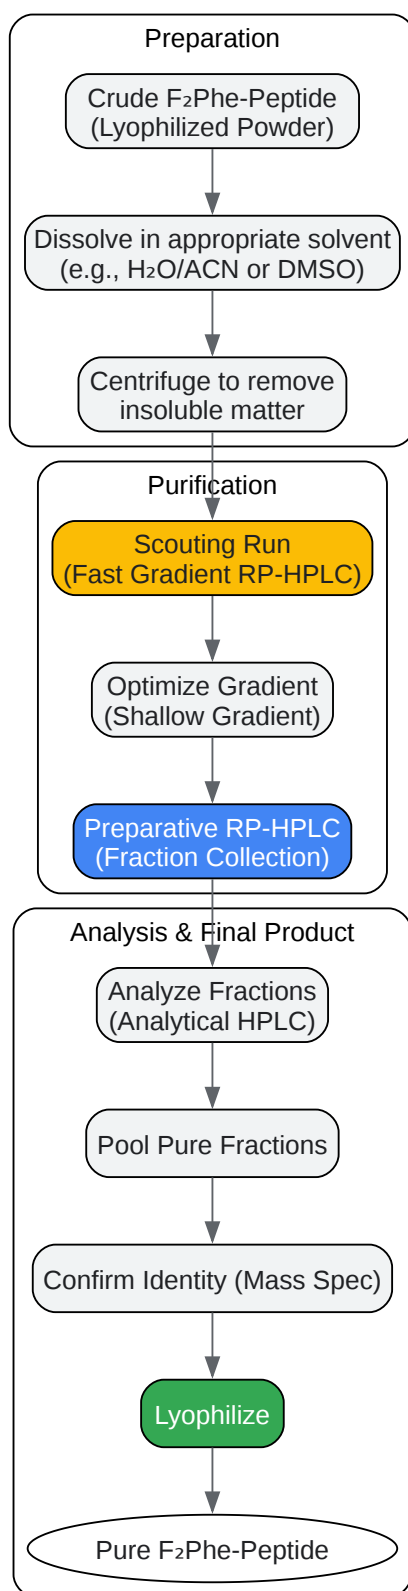 Preparation
Crude F₂Phe-Peptide
(Lyophilized Powder)
Dissolve in appropriate solvent
(e.g., H₂O/ACN or DMSO)
Centrifuge to remove
insoluble matter
Purification
Scouting Run
(Fast Gradient RP-HPLC)
Optimize Gradient
(Shallow Gradient)
Preparative RP-HPLC
(Fraction Collection)
Analysis & Final Product
Analyze Fractions
(Analytical HPLC)
Pool Pure Fractions
Confirm Identity (Mass Spec)
Lyophilize
Pure F₂Phe-Peptide